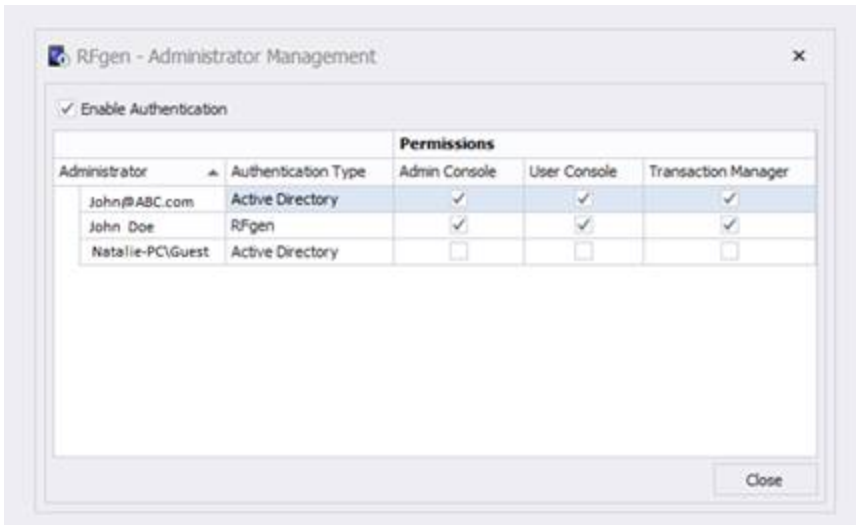 RFgen - Administrator Management
Enable Authentication
Permissions
Administrator Authentication Type Admin Console User Console Transaction Manager
John@ABC.com Active Directory
John Doe RFgen
Natalie-PC\Guest Active Directory
Close